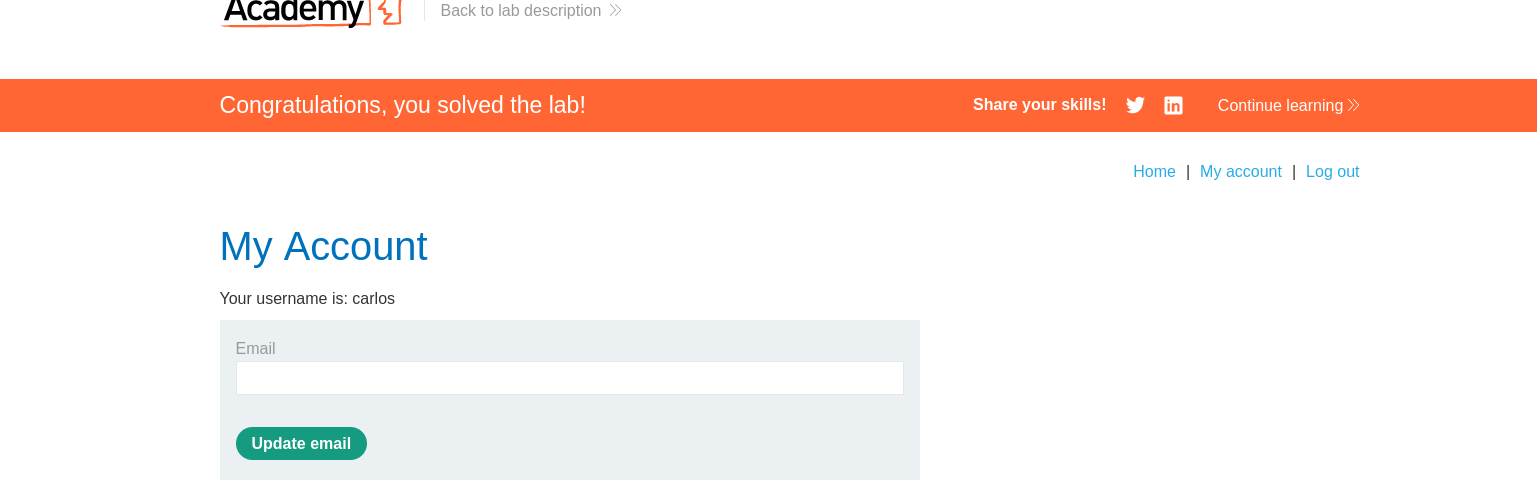 Academy
Back to lab description
Congratulations, you solved the lab!
Share your skills!
in
Continue learning
Home | My account | Log out
My Account
Your username is: carlos
Email
Update email